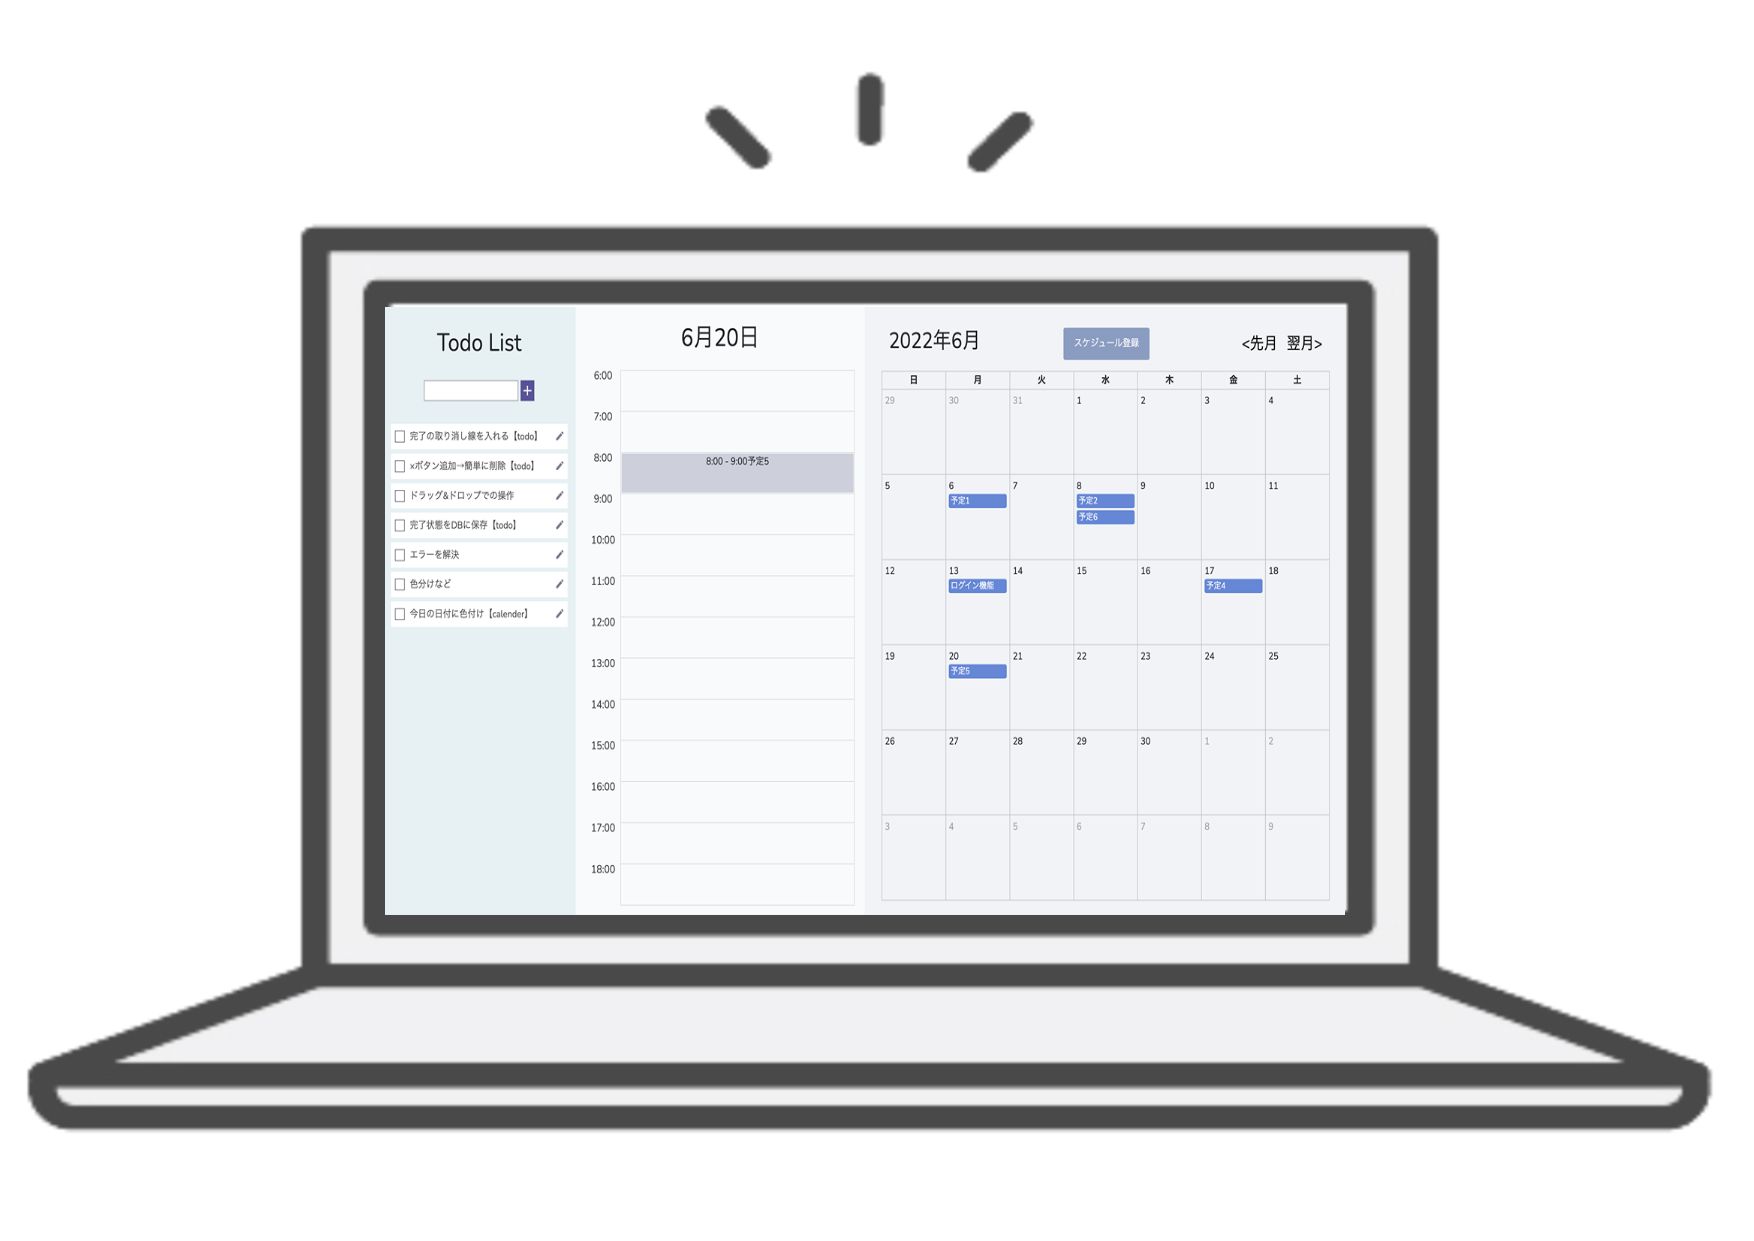 Todo List
+
完了の取り消し線を入れる【todo】
×ボタン追加→簡単に削除【todo】
ドラッグ&ドロップでの操作
完了状態をDBに保存【todo】
エラーを解決
色分けなど
今日の日付に色付け【calender】
6月20日
6:00
7:00
8:00
8:00 - 9:00予定5
9:00
10:00
11:00
12:00
13:00
14:00
15:00
16:00
17:00
18:00
2022年6月
スケジュール登録
<先月 翌月>
日 月 火 水 木 金 土
29 30 31 1 2 3 4
5 6 7 8 9 10 11
予定1 予定2
予定6
12 13 14 15 16 17 18
ログイン機能 予定4
19 20 21 22 23 24 25
予定5
26 27 28 29 30 1 2
3 4 5 6 7 8 9